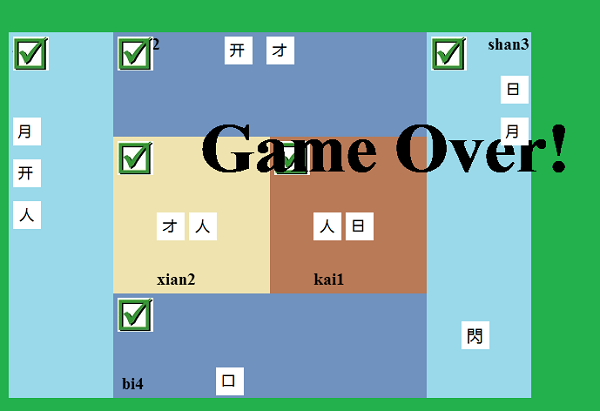 2
开 才
shan3
日
月
月
开
人
Game Over!
才 人
人 日
xian2
kai1
閃
bi4
口